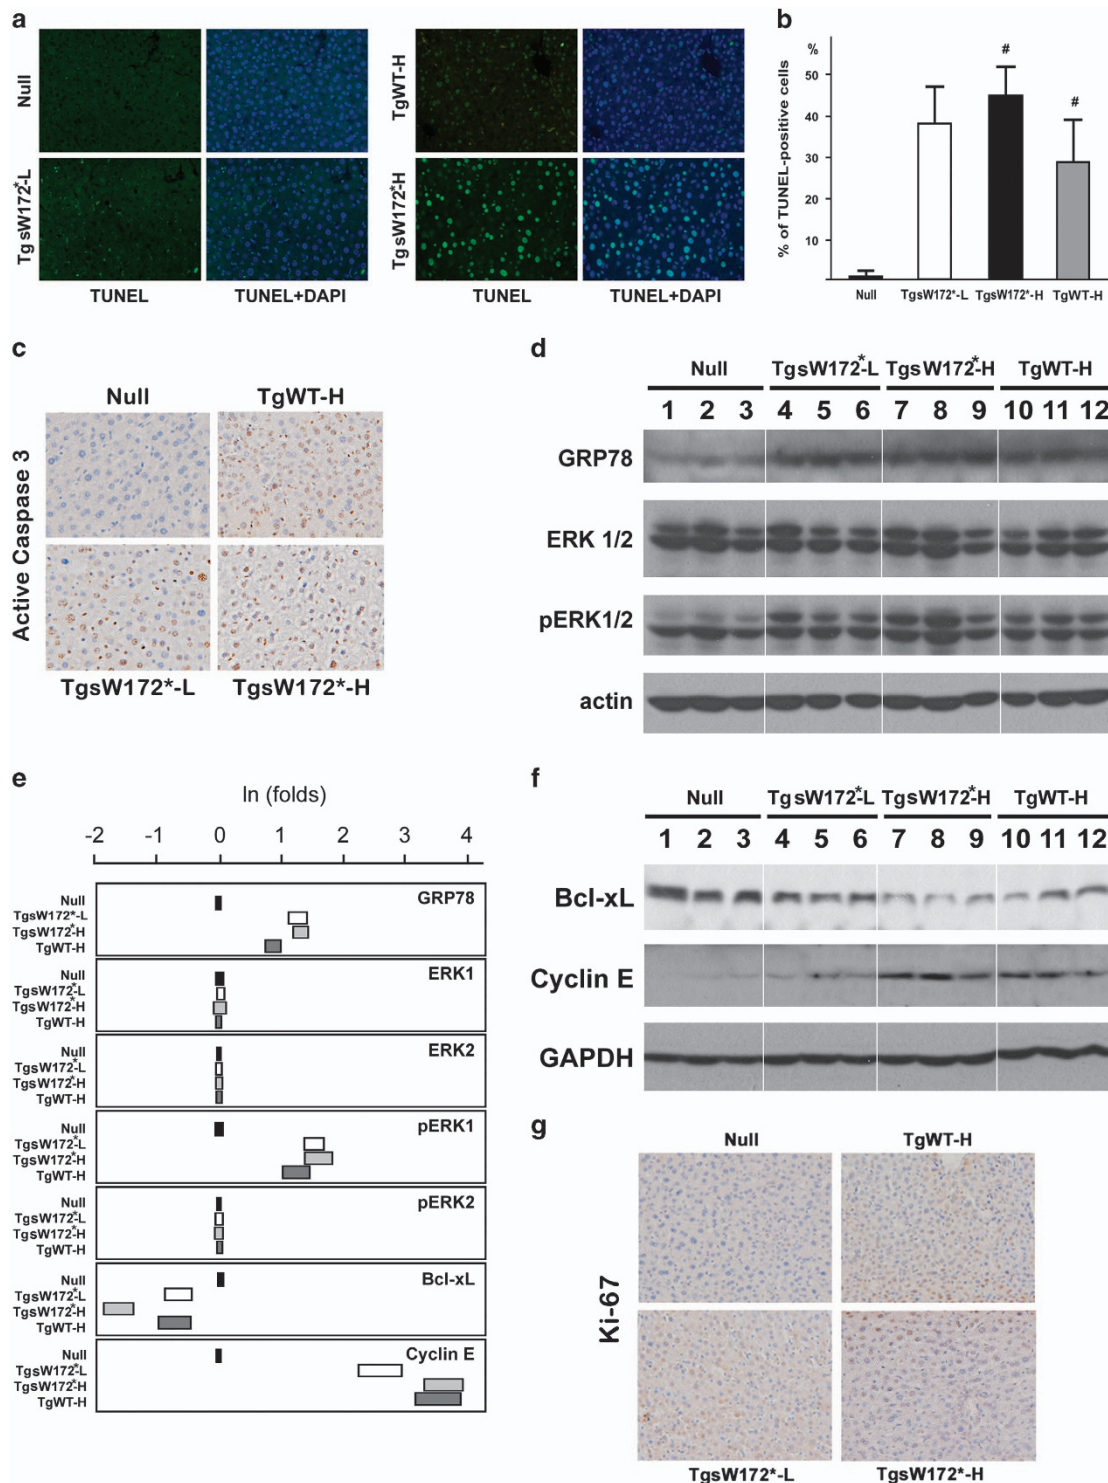 a
Null
TgsW172*-L
TgWT-H
TgsW172*-H
TUNEL
TUNEL+DAPI
TUNEL
TUNEL+DAPI
b
% of TUNEL-positive cells
%
50
40
30
20
10
#
#
Null TgsW172*-L TgsW172*-H TgWT-H
c
Active Caspase 3
Null TgWT-H
TgsW172*-L TgsW172*-H
d
Null TgsW172*-L TgsW172*-H TgWT-H
1 2 3 4 5 6 7 8 9 10 11 12
GRP78
ERK 1/2
pERK1/2
actin
e
ln (folds)
-2 -1 0 1 2 3 4
GRP78
Null
TgsW172*-L
TgsW172*-H
TgWT-H
ERK1
Null
TgsW172*-L
TgsW172*-H
TgWT-H
ERK2
Null
TgsW172*-L
TgsW172*-H
TgWT-H
pERK1
Null
TgsW172*-L
TgsW172*-H
TgWT-H
pERK2
Null
TgsW172*-L
TgsW172*-H
TgWT-H
Bcl-xL
Null
TgsW172*-L
TgsW172*-H
TgWT-H
Cyclin E
Null
TgsW172*-L
TgsW172*-H
TgWT-H
f
Null TgsW172*-L TgsW172*-H TgWT-H
1 2 3 4 5 6 7 8 9 10 11 12
Bcl-xL
Cyclin E
GAPDH
g
Ki-67
Null TgWT-H
TgsW172*-L TgsW172*-H